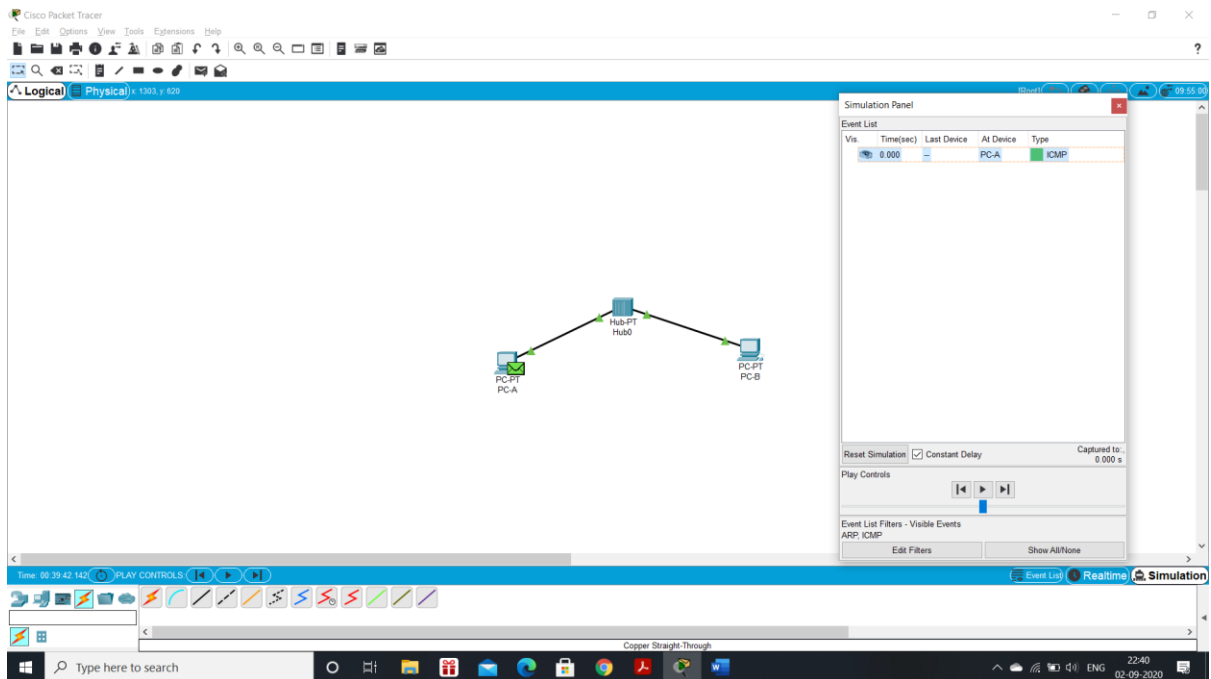 Cisco Packet Tracer
File Edit Options View Tools Extensions Help
?
Logical Physical x: 1303, y: 620
[Root]
09:55:00
Simulation Panel
Event List
Vis. Time(sec) Last Device At Device Type
0.000 -- PC-A ICMP
Hub-PT
Hub0
PC-PT
PC-A
PC-PT
PC-B
Reset Simulation Constant Delay
Captured to:
0.000 s
Play Controls
Event List Filters - Visible Events
ARP, ICMP
Edit Filters Show All/None
Time: 00:39:42.142 PLAY CONTROLS:
Event List Realtime Simulation
Copper Straight-Through
Type here to search
ENG
22:40
02-09-2020